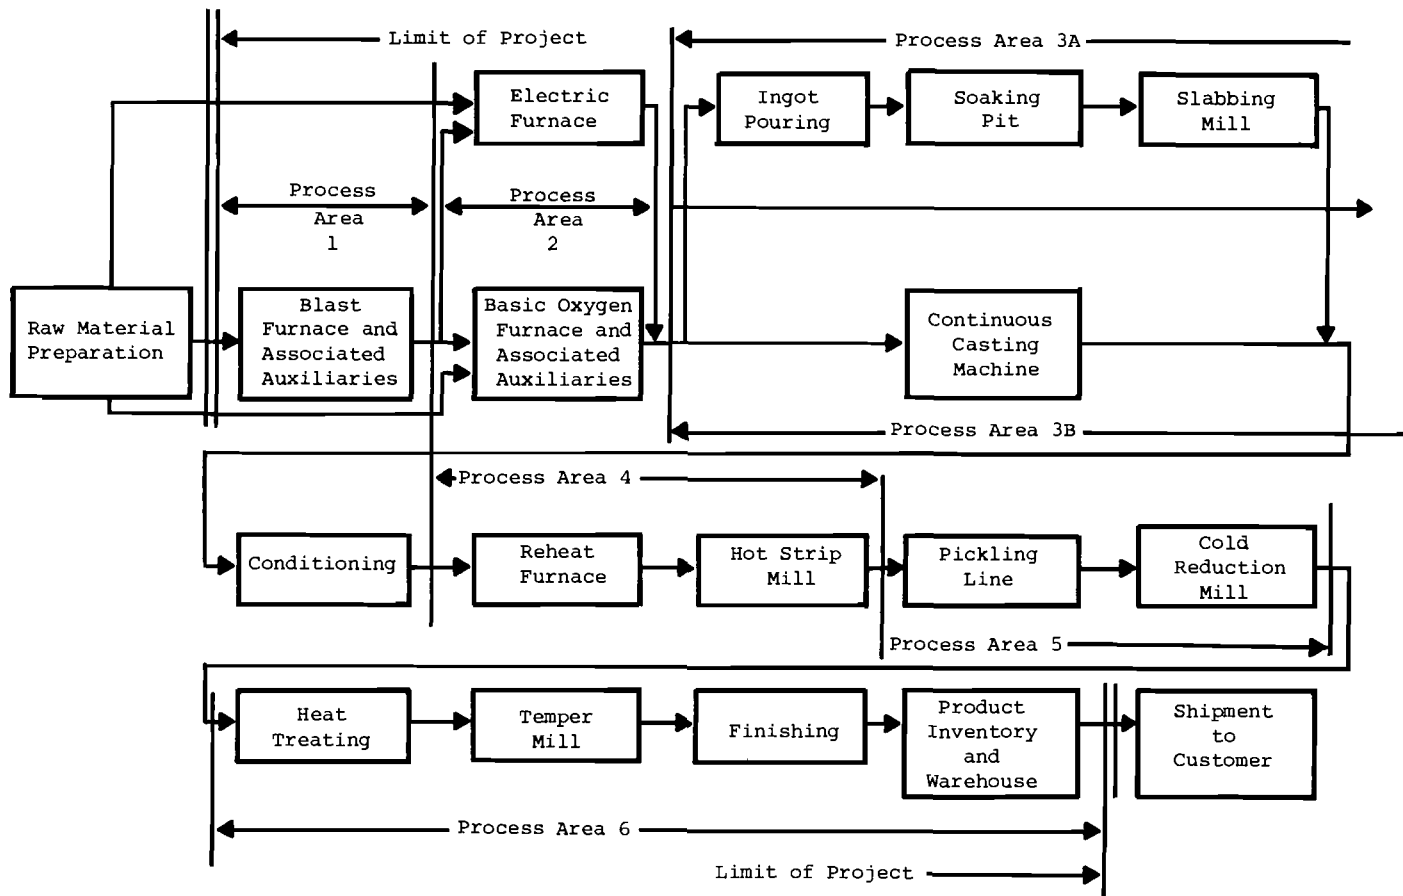 Limit of Project
Process Area 3A
Electric
Furnace
Ingot
Pouring
Soaking
Pit
Slabbing
Mill
Process
Area
1
Process
Area
2
Raw Material
Preparation
Blast
Furnace and
Associated
Auxiliaries
Basic Oxygen
Furnace and
Associated
Auxiliaries
Continuous
Casting
Machine
Process Area 3B
Process Area 4
Conditioning
Reheat
Furnace
Hot Strip
Mill
Pickling
Line
Cold
Reduction
Mill
Process Area 5
Heat
Treating
Temper
Mill
Finishing
Product
Inventory
and
Warehouse
Shipment
to
Customer
Process Area 6
Limit of Project